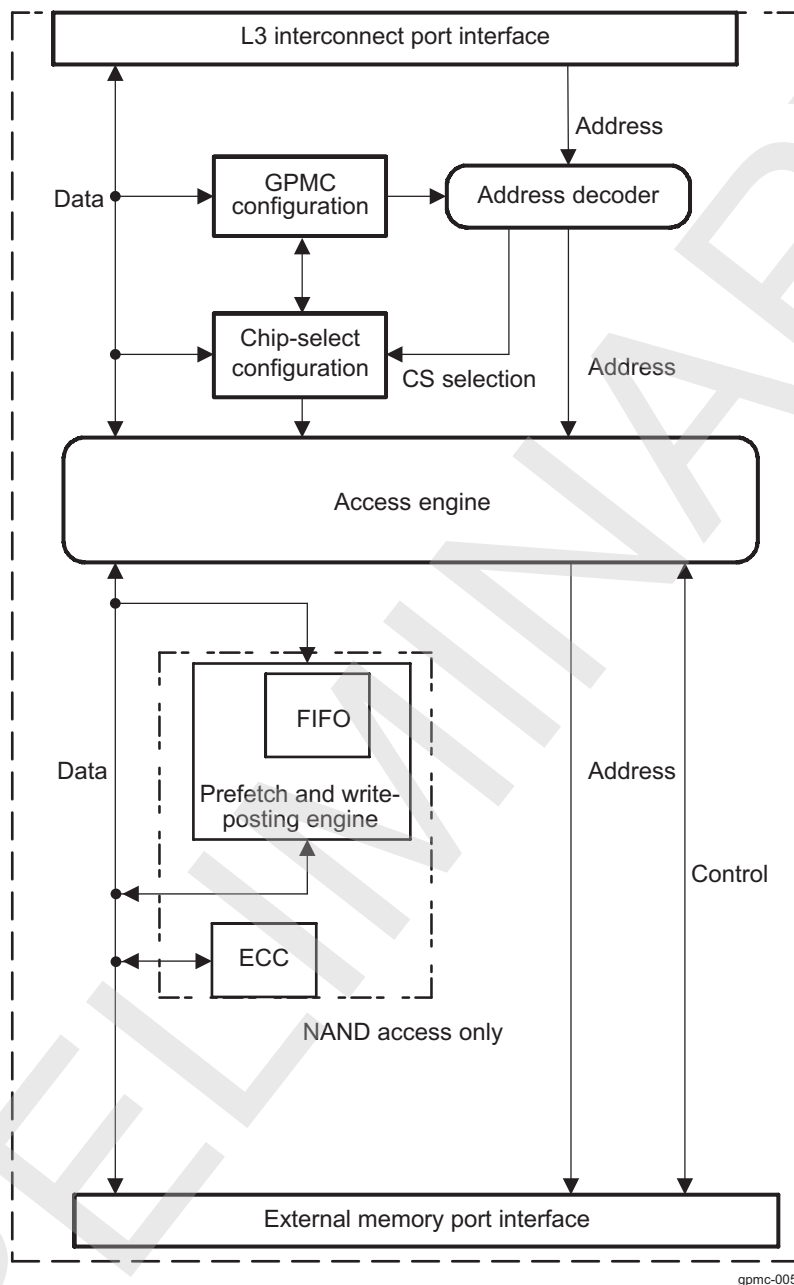 L3 interconnect port interface
Address
Data
GPMC
configuration
Address decoder
Chip-select
configuration
CS selection
Address
Access engine
FIFO
Data
Prefetch and write-
posting engine
Address
Control
ECC
NAND access only
External memory port interface
gpmc-005